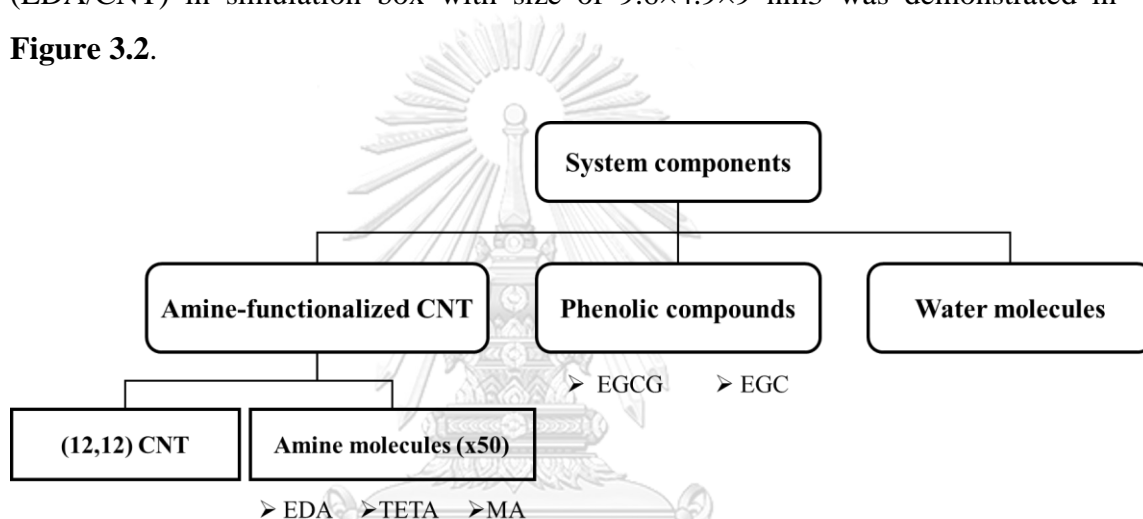 (EDA/CNT) in simulation box with size of 9.6×4.9×9 nm3 was demonstrated in
Figure 3.2.
System components
Amine-functionalized CNT
Phenolic compounds
Water molecules
➢ EGCG ➢ EGC
(12,12) CNT
Amine molecules (x50)
➢ EDA ➢TETA ➢MA